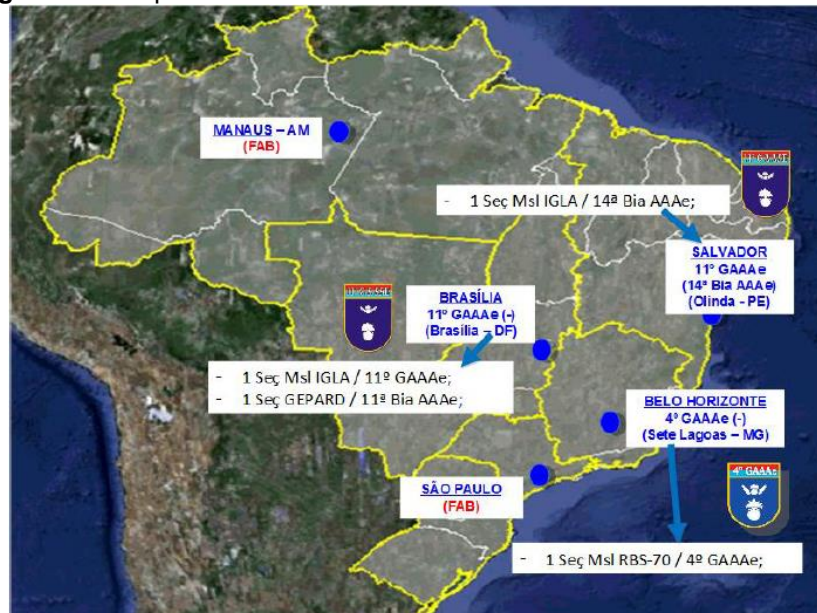 MANAUS – AM
(FAB)
- 1 Seç Msl IGLA / 14ª Bia AAAe;
SALVADOR
11º GAAAe
(14ª Bia AAAe)
(Olinda - PE)
BRASÍLIA
11º GAAAe (-)
(Brasília – DF)
- 1 Seç Msl IGLA / 11º GAAAe;
- 1 Seç GEPARD / 11ª Bia AAAe;
BELO HORIZONTE
4º GAAAe (-)
(Sete Lagoas – MG)
SÃO PAULO
(FAB)
4º GAAAe
- 1 Seç Msl RBS-70 / 4º GAAAe;